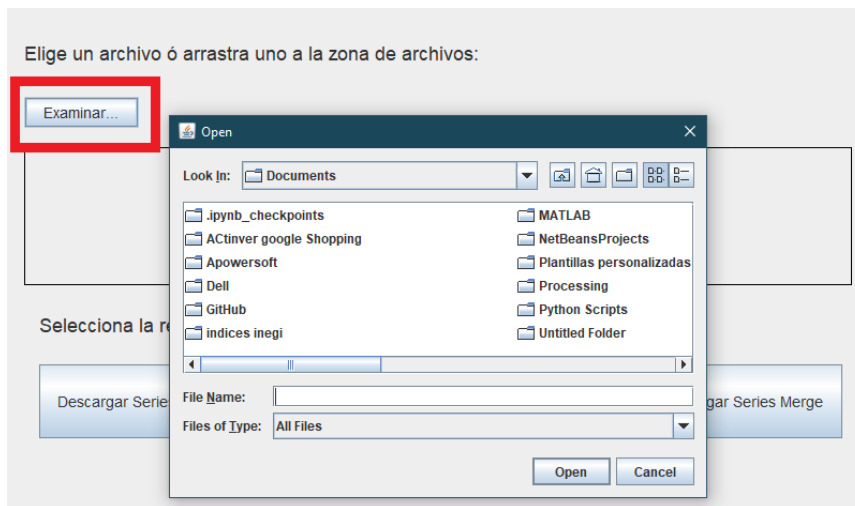 Elige un archivo ó arrastra uno a la zona de archivos:
Examinar...
Open
Look In: Documents
.ipynb_checkpoints
ACtinver google Shopping
Apowersoft
Dell
GitHub
indices inegi
MATLAB
NetBeansProjects
Plantillas personalizadas
Processing
Python Scripts
Untitled Folder
Selecciona la
File Name:
Files of Type: All Files
Open Cancel
Descargar
Series Merge